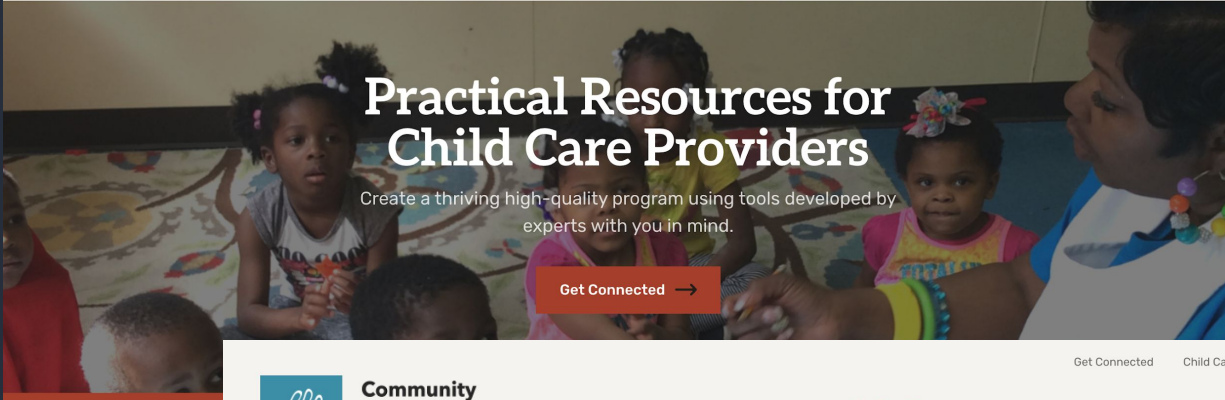 Practical Resources for
Child Care Providers
Create a thriving high-quality program using tools developed by
experts with you in mind.
Get Connected
Get Connected
Child
Community